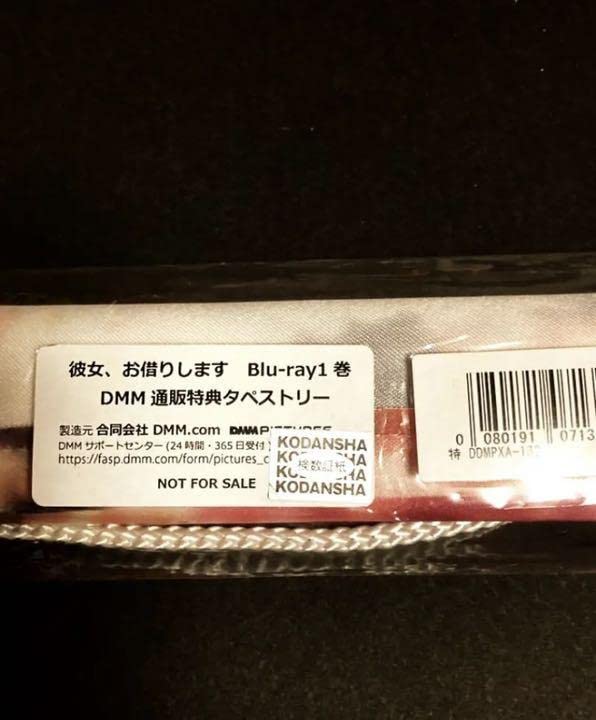 彼女、お借りします Blu-ray1 巻
DMM 通販特典タペストリー
製造元 合同会社 DMM.com DMM PICTURES
DMM サポートセンター (24 時間・365 日受付
https://fasp.dmm.com/form/pictures_c
NOT FOR SALE
KODANSHA
検数証紙
KODANSHA
KODANSHA
0 080191 0713
特 DDMPXA-